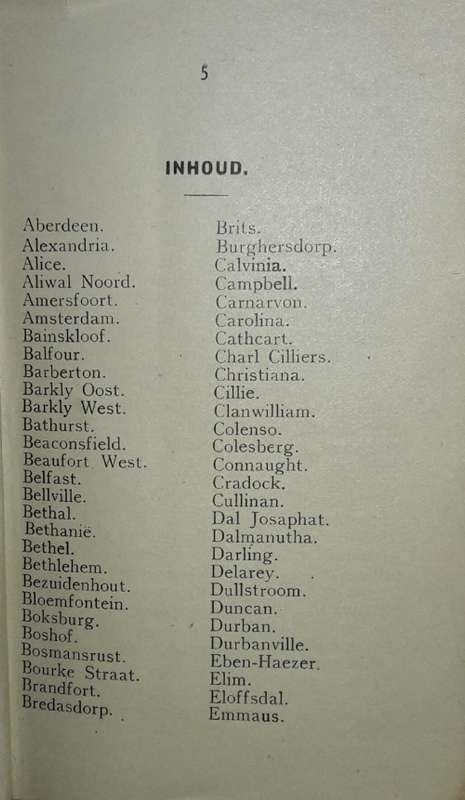 5
INHOUD.
Aberdeen.
Alexandria.
Alice.
Aliwal Noord.
Amersfoort.
Amsterdam.
Bainskloof.
Balfour.
Barberton.
Barkly Oost.
Barkly West.
Bathurst.
Beaconsfield.
Beaufort West.
Belfast.
Bellville.
Bethal.
Bethanië.
Bethel.
Bethlehem.
Bezuidenhout.
Bloemfontein.
Boksburg.
Boshof.
Bosmansrust.
Bourke Straat.
Brandfort.
Bredasdorp.
Brits.
Burghersdorp.
Calvinia.
Campbell.
Carnarvon.
Carolina.
Cathcart.
Charl Cilliers.
Christiana.
Cillie.
Clanwilliam.
Colenso.
Colesberg.
Connaught.
Cradock.
Cullinan.
Dal Josaphat.
Dalmanutha.
Darling.
Delarey.
Dullstroom.
Duncan.
Durban.
Durbanville.
Eben-Haezer.
Elim.
Eloffsdal.
Emmaus.